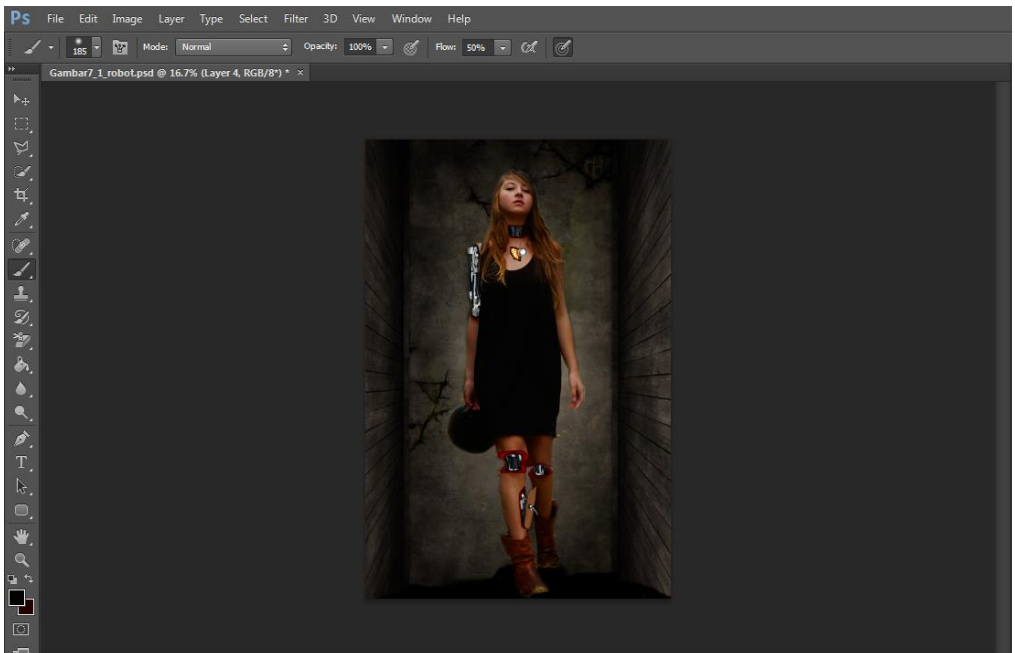 Ps File Edit Image Layer Type Select Filter 3D View Window Help
185 Mode: Normal Opacity: 100% Flow: 50%
Gambar7_1_robot.psd @ 16.7% (Layer 4, RGB/8*) * ×
T